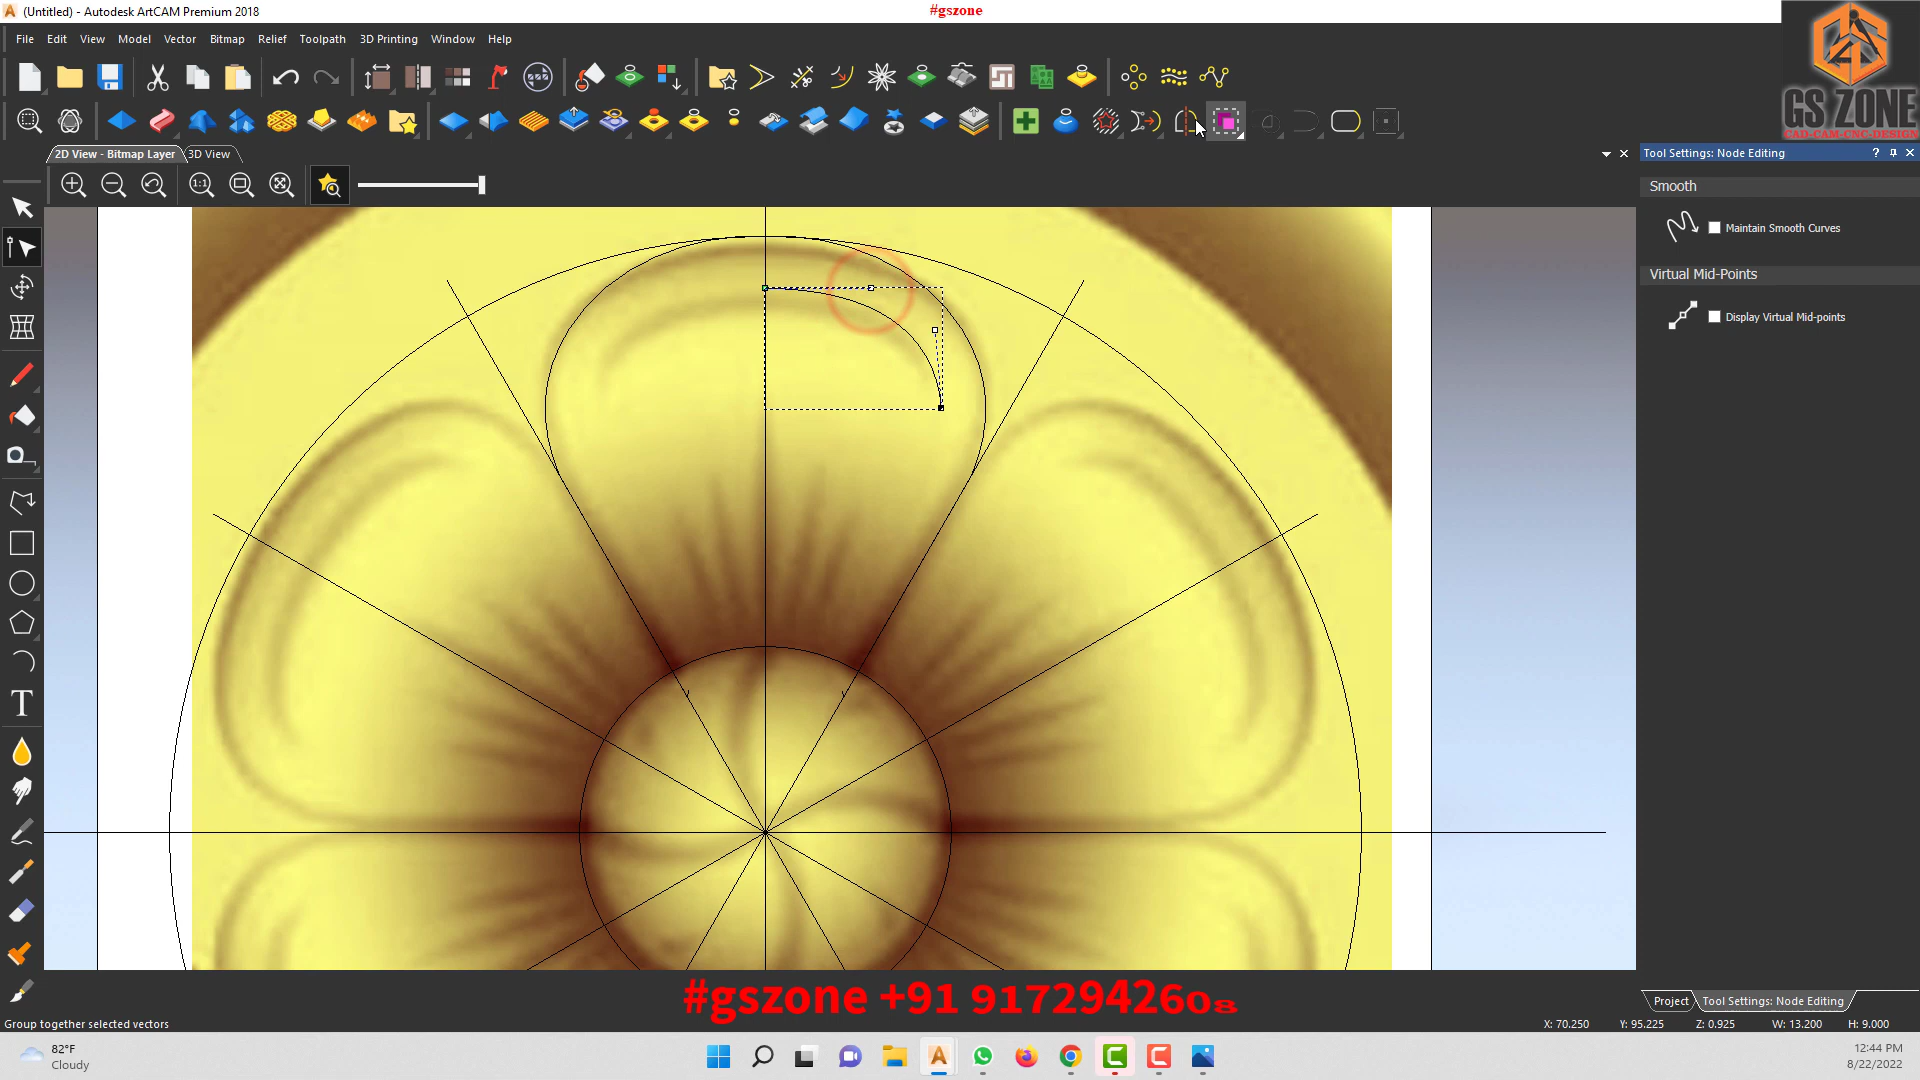 (Untitled) - Autodesk ArtCAM Premium 2018
#gszone
File Edit View Model Vector Bitmap Relief Toolpath 3D Printing Window Help
GS ZONE
CAD-CAM-CNC-DESIGN
2D View - Bitmap Layer 3D View
Tool Settings: Node Editing
1:1
Smooth
Maintain Smooth Curves
Virtual Mid-Points
Display Virtual Mid-points
T
#gszone +91 9172942608
Project Tool Settings: Node Editing
Group together selected vectors
X: 70.250 Y: 95.225 Z: 0.925 W: 13.200 H: 9.000
82°F
Cloudy
12:44 PM
8/22/2022